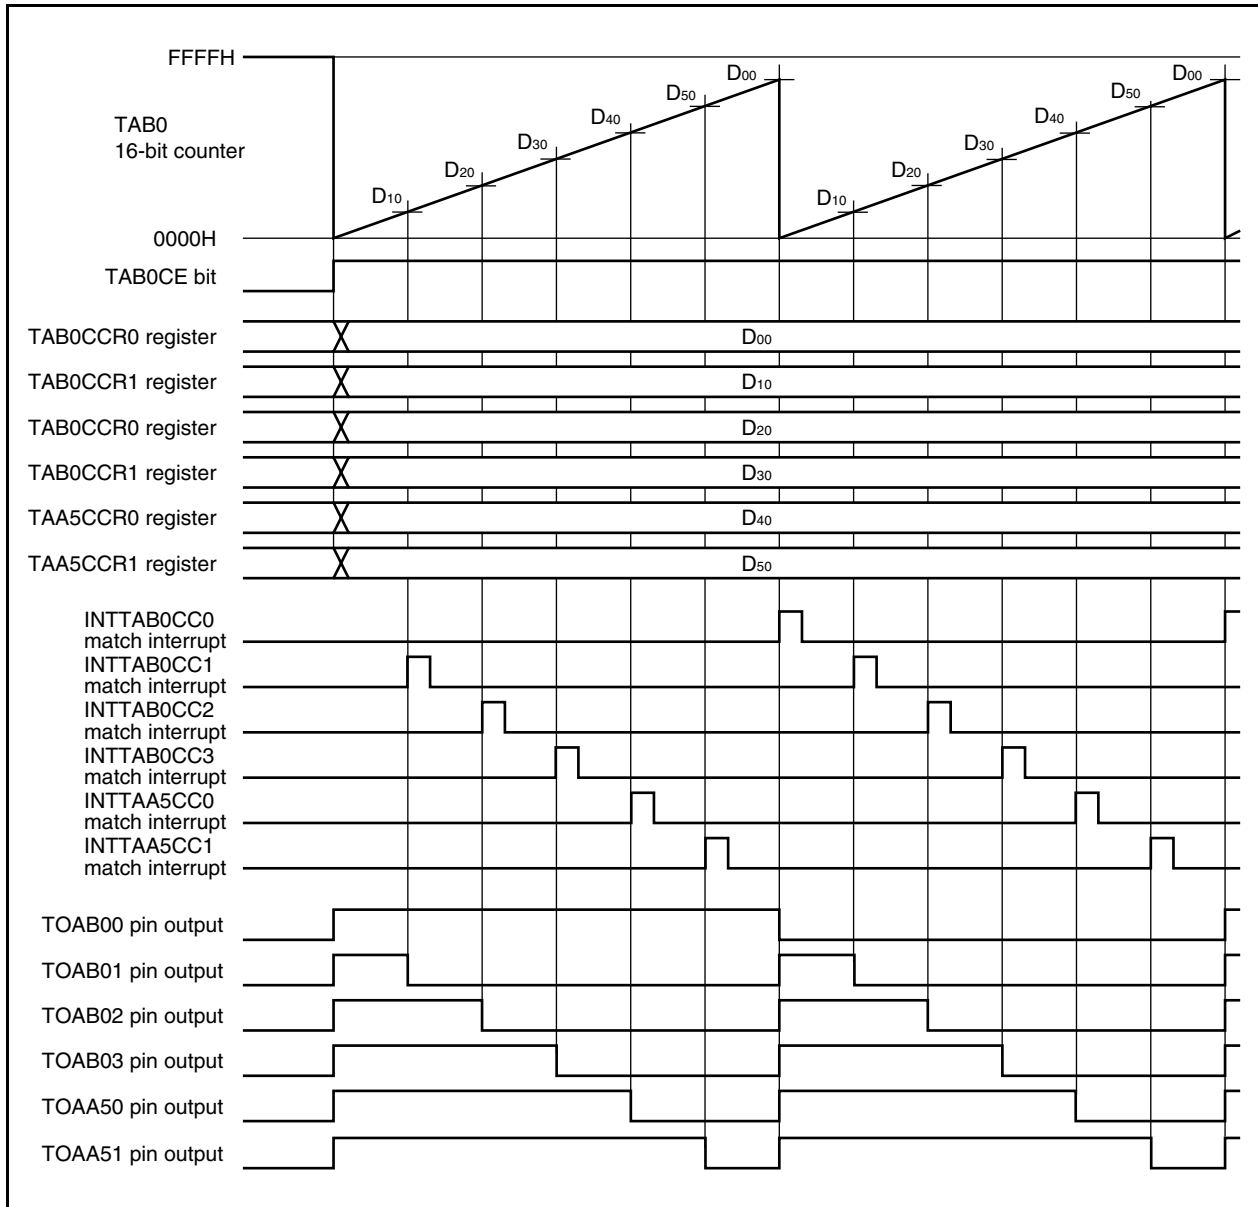 FFFFH
TAB0
16-bit counter
D10 D20 D30 D40 D50 D00 D10 D20 D30 D40 D50 D00
0000H
TAB0CE bit
TAB0CCR0 register D00
TAB0CCR1 register D10
TAB0CCR0 register D20
TAB0CCR1 register D30
TAA5CCR0 register D40
TAA5CCR1 register D50
INTTAB0CC0
match interrupt
INTTAB0CC1
match interrupt
INTTAB0CC2
match interrupt
INTTAB0CC3
match interrupt
INTTAA5CC0
match interrupt
INTTAA5CC1
match interrupt
TOAB00 pin output
TOAB01 pin output
TOAB02 pin output
TOAB03 pin output
TOAA50 pin output
TOAA51 pin output